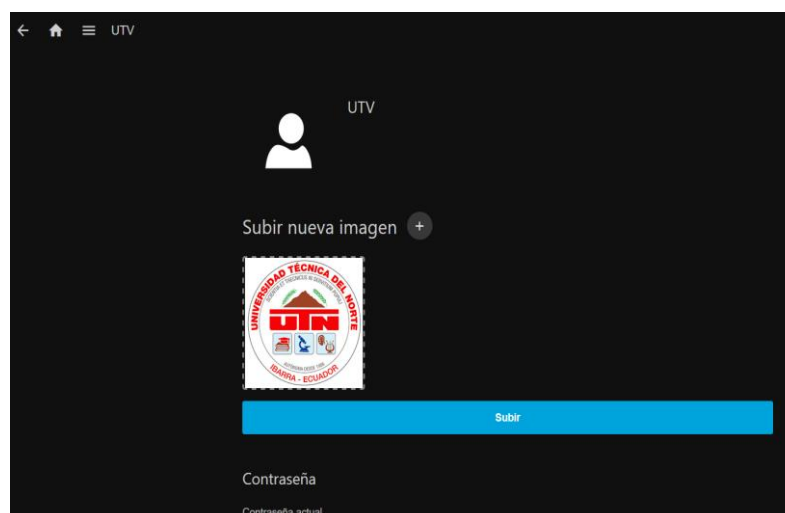 UTV
UTV
Subir nueva imagen +
UNIVERSIDAD TÉCNICA DEL NORTE
UTN
IBARRA - ECUADOR
Subir
Contraseña
Contraseña actual